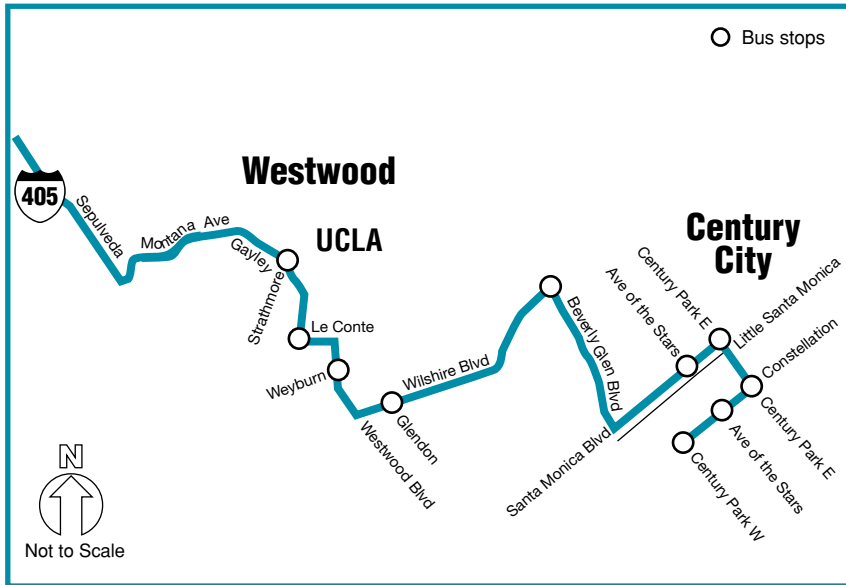 Bus stops
Westwood
405
Sepulveda
Montana Ave
Gayley
UCLA
Strathmore
Le Conte
Weyburn
Westwood Blvd
Glendon
Wilshire Blvd
Beverly Glen Blvd
Santa Monica Blvd
Century
City
Ave of the Stars
Century Park E
Little Santa Monica
Constellation
Century Park E
Ave of the Stars
Century Park W
N
Not to Scale